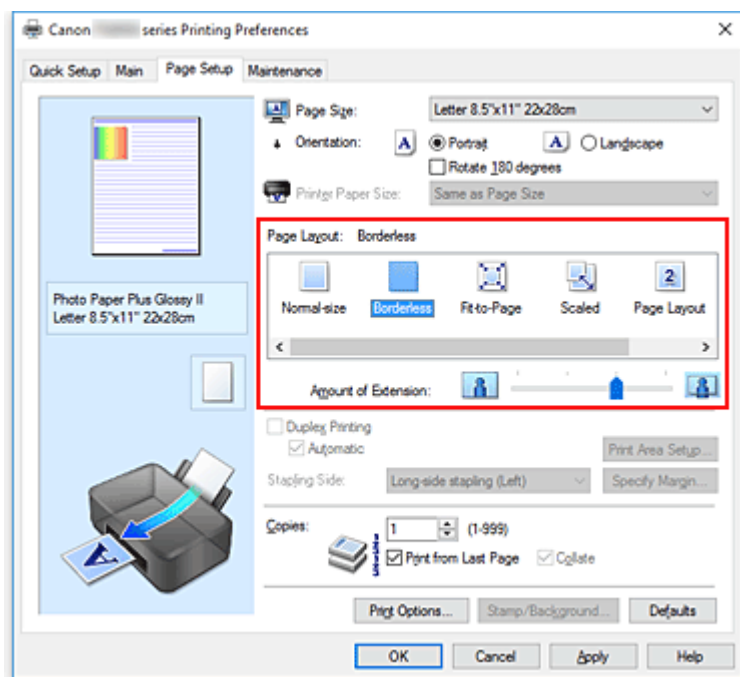 Canon series Printing Preferences
Quick Setup Main Page Setup Maintenance
Page Size: Letter 8.5"x11" 22x28cm
Orientation: A Portrait A Landscape
Rotate 180 degrees
Printer Paper Size: Same as Page Size
Page Layout: Borderless
2
Normal-size Borderless Fit-to-Page Scaled Page Layout
Photo Paper Plus Glossy II
Letter 8.5"x11" 22x28cm
Amount of Extension:
Duplex Printing
Automatic Print Area Setup...
Stapling Side: Long-side stapling (Left) Specify Margin...
Copies: 1 (1-999)
Print from Last Page Collate
A
Print Options... Stamp/Background... Defaults
OK Cancel Apply Help